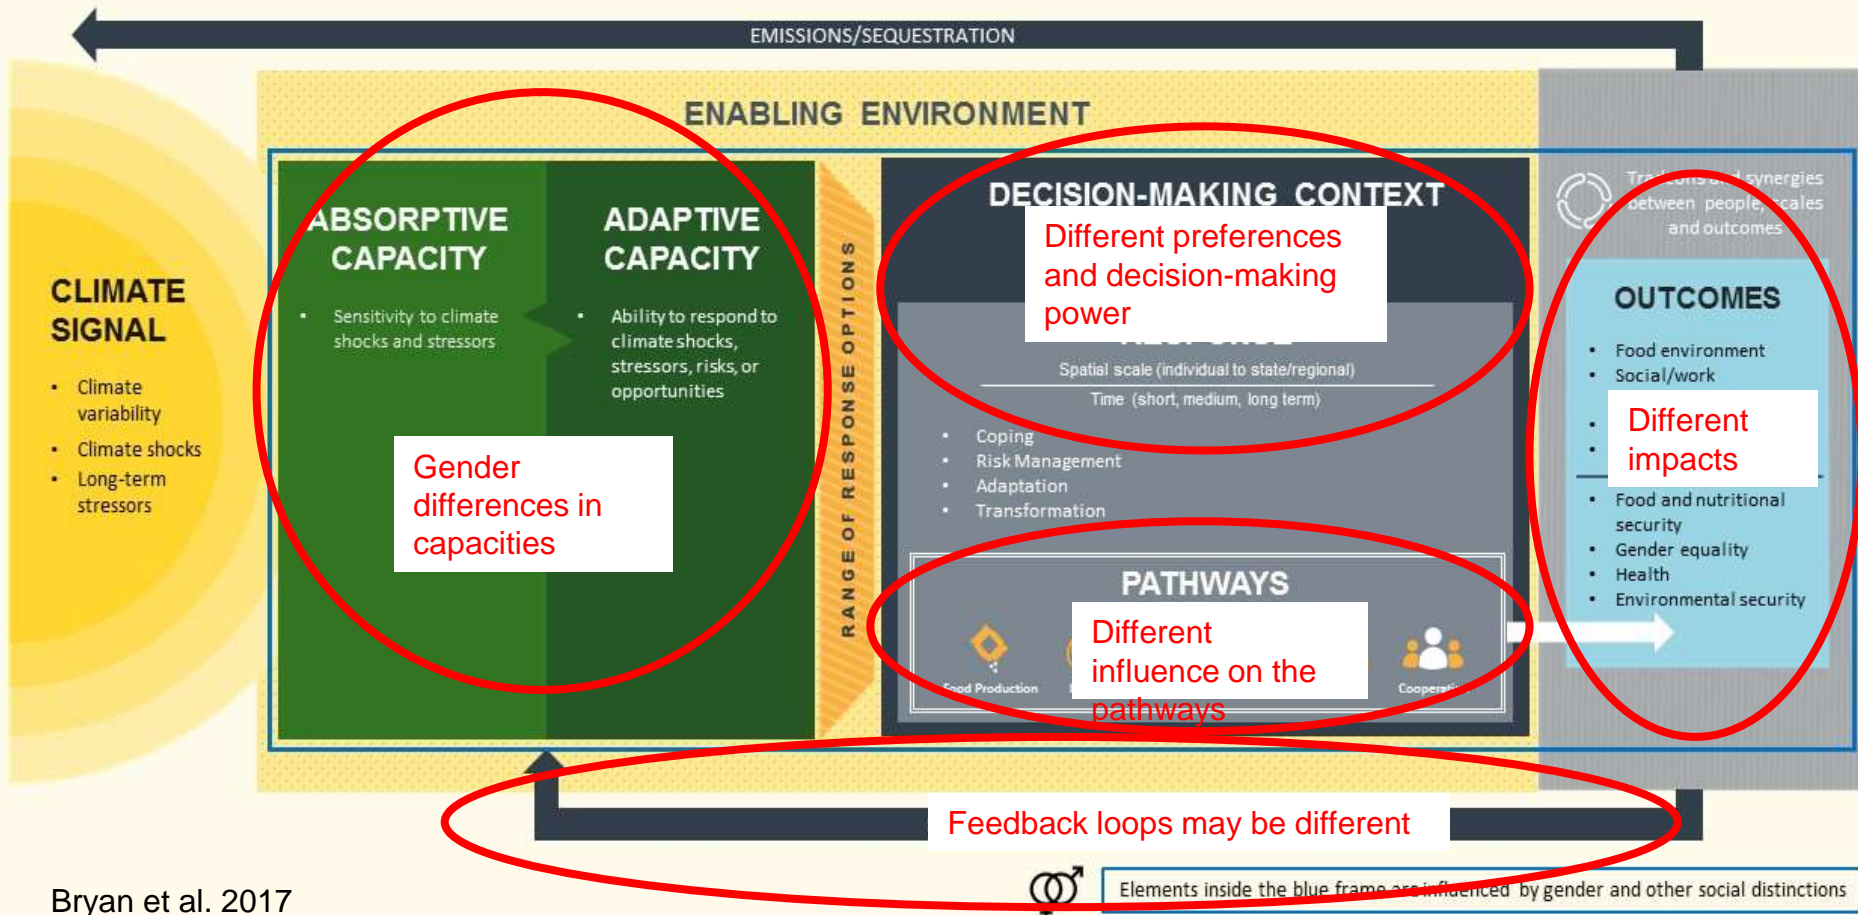 EMISSIONS/SEQUESTRATION
ENABLING ENVIRONMENT
CLIMATE
SIGNAL
• Climate
variability
• Climate shocks
• Long-term
stressors
ABSORPTIVE
CAPACITY
• Sensitivity to climate
shocks and stressors
ADAPTIVE
CAPACITY
• Ability to respond to
climate shocks,
stressors, risks, or
opportunities
Gender
differences in
capacities
RANGE OF RESPONSE OPTIONS
DECISION-MAKING CONTEXT
Different preferences
and decision-making
power
RESPONSE
Spatial scale (individual to state/regional)
Time (short, medium, long term)
• Coping
• Risk Management
• Adaptation
• Transformation
PATHWAYS
Different
influence on the
pathways
Food Production
Tradeoffs and synergies
between people, scales
and outcomes
OUTCOMES
• Food environment
• Social/work
Different
impacts
• Food and nutritional
security
• Gender equality
• Health
• Environmental security
Feedback loops may be different
Bryan et al. 2017
Elements inside the blue frame are influenced by gender and other social distinctions